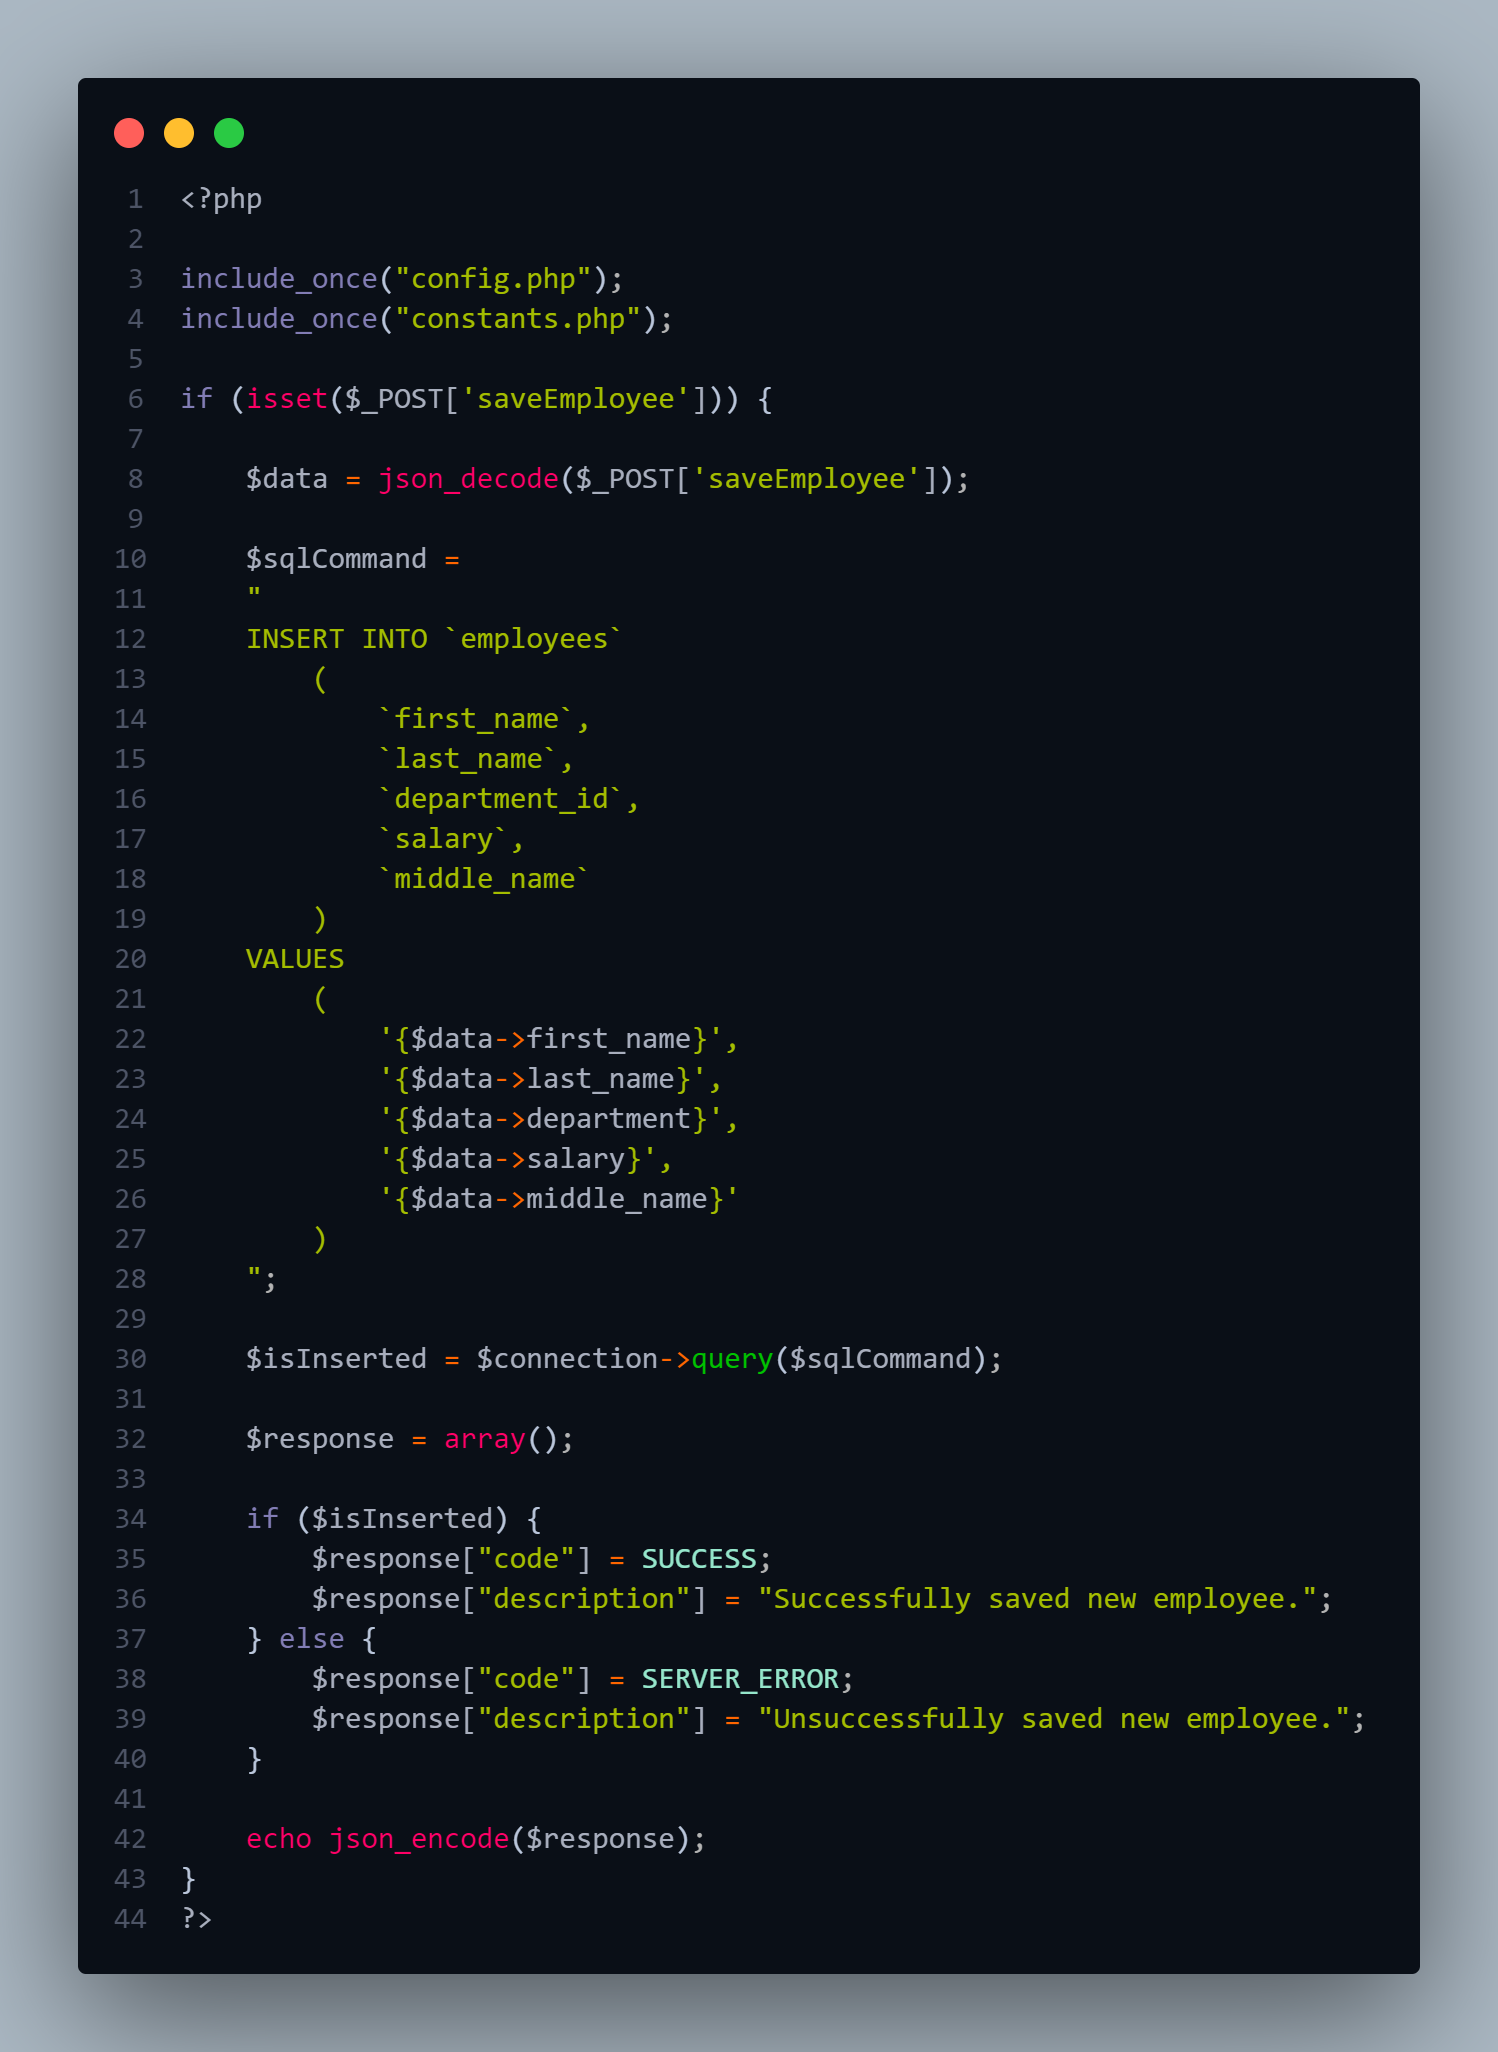 1 <?php
2
3 include_once("config.php");
4 include_once("constants.php");
5
6 if (isset($_POST['saveEmployee'])) {
7
8     $data = json_decode($_POST['saveEmployee']);
9
10     $sqlCommand =
11     "
12     INSERT INTO `employees`
13         (
14             `first_name`,
15             `last_name`,
16             `department_id`,
17             `salary`,
18             `middle_name`
19         )
20     VALUES
21         (
22             '{$data->first_name}',
23             '{$data->last_name}',
24             '{$data->department}',
25             '{$data->salary}',
26             '{$data->middle_name}'
27         )
28     ";
29
30     $isInserted = $connection->query($sqlCommand);
31
32     $response = array();
33
34     if ($isInserted) {
35         $response["code"] = SUCCESS;
36         $response["description"] = "Successfully saved new employee.";
37     } else {
38         $response["code"] = SERVER_ERROR;
39         $response["description"] = "Unsuccessfully saved new employee.";
40     }
41
42     echo json_encode($response);
43 }
44 ?>